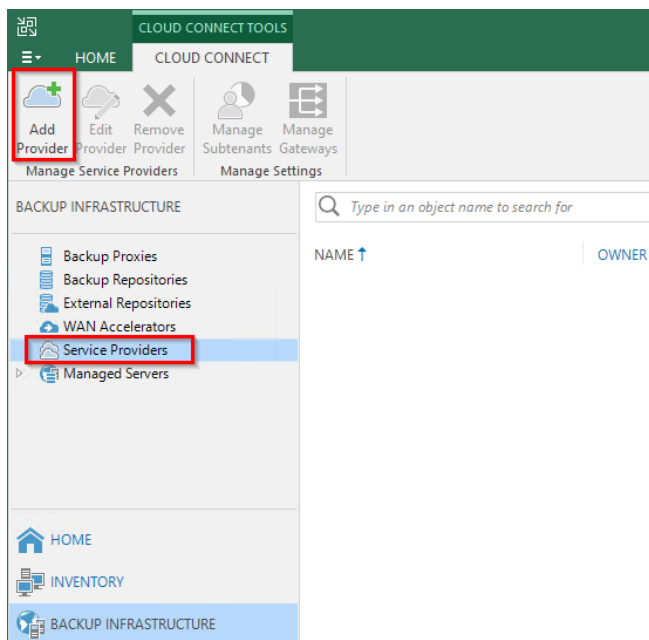 CLOUD CONNECT TOOLS
HOME CLOUD CONNECT
Add Edit Remove Manage Manage
Provider Provider Provider Subtenants Gateways
Manage Service Providers Manage Settings
BACKUP INFRASTRUCTURE
Type in an object name to search for
NAME OWNER
Backup Proxies
Backup Repositories
External Repositories
WAN Accelerators
Service Providers
Managed Servers
HOME
INVENTORY
BACKUP INFRASTRUCTURE